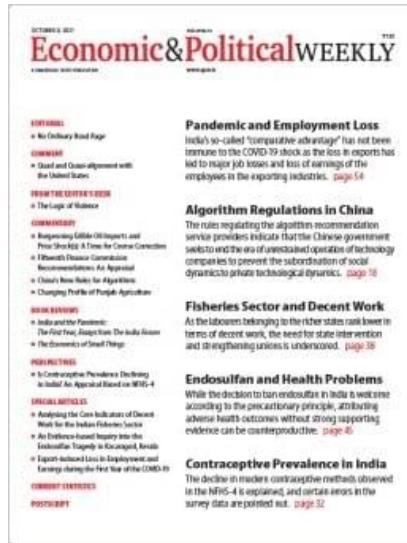 OCTOBER 9, 2021
Economic&PoliticalWEEKLY
EDITORIAL
No Ordinary Road Rage
COMMENT
Quad and Quasi-alignment with
the United States
FROM THE EDITOR'S DESK
The Logic of Violence
COMMENTARY
Burgeoning Edible Oil Imports and
Price Shock(s): A Time for Course Correction
Fifteenth Finance Commission
Recommendations: An Appraisal
China's New Rules for Algorithms
Changing Profile of Punjab Agriculture
BOOK REVIEWS
India and the Pandemic:
The First Year, Essays from The India Forum
The Economics of Small Things
PERSPECTIVES
Is Contraceptive Prevalence Declining
in India? An Appraisal Based on NFHS-4
SPECIAL ARTICLES
Analysing the Core Indicators of Decent
Work for the Indian Fisheries Sector
An Evidence-based Inquiry into the
Endosulfan Tragedy in Kasaragod, Kerala
Export-induced Loss in Employment and
Earnings during the First Year of the COVID-19
CURRENT STATISTICS
POSTSCRIPT
Pandemic and Employment Loss
India's so-called "comparative advantage" has not been
immune to the COVID-19 shock as the loss in exports has
led to major job losses and loss of earnings of the
employees in the exporting industries. page 54
Algorithm Regulations in China
The rules regulating the algorithm recommendation
service providers indicate that the Chinese government
seeks to end the era of unrestrained operation of technology
companies to prevent the subordination of social
dynamics to private technological dynamics. page 18
Fisheries Sector and Decent Work
As the labourers belonging to the richer states rank lower in
terms of decent work, the need for state intervention
and strengthening unions is underscored. page 38
Endosulfan and Health Problems
While the decision to ban endosulfan in India is welcome
according to the precautionary principle, attributing
adverse health outcomes without strong supporting
evidence can be counterproductive. page 45
Contraceptive Prevalence in India
The decline in modern contraceptive methods observed
in the NFHS-4 is explained, and certain errors in the
survey data are pointed out. page 32